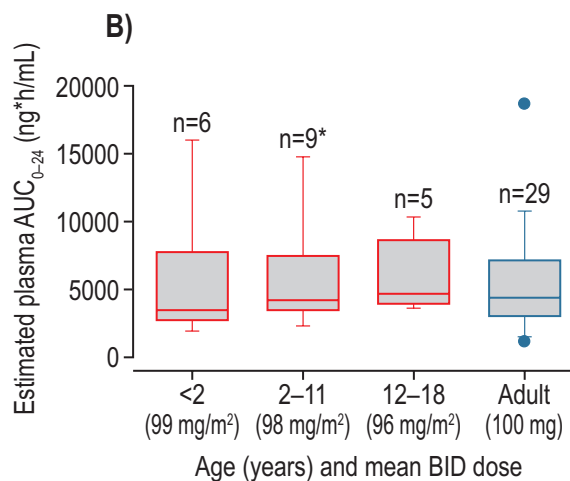 B)
Estimated plasma AUC0–24 (ng*h/mL)
20000
15000
10000
5000
0
n=6
n=9*
n=5
n=29
<2
2–11
12–18
Adult
(99 mg/m²)
(98 mg/m²)
(96 mg/m²)
(100 mg)
Age (years) and mean BID dose